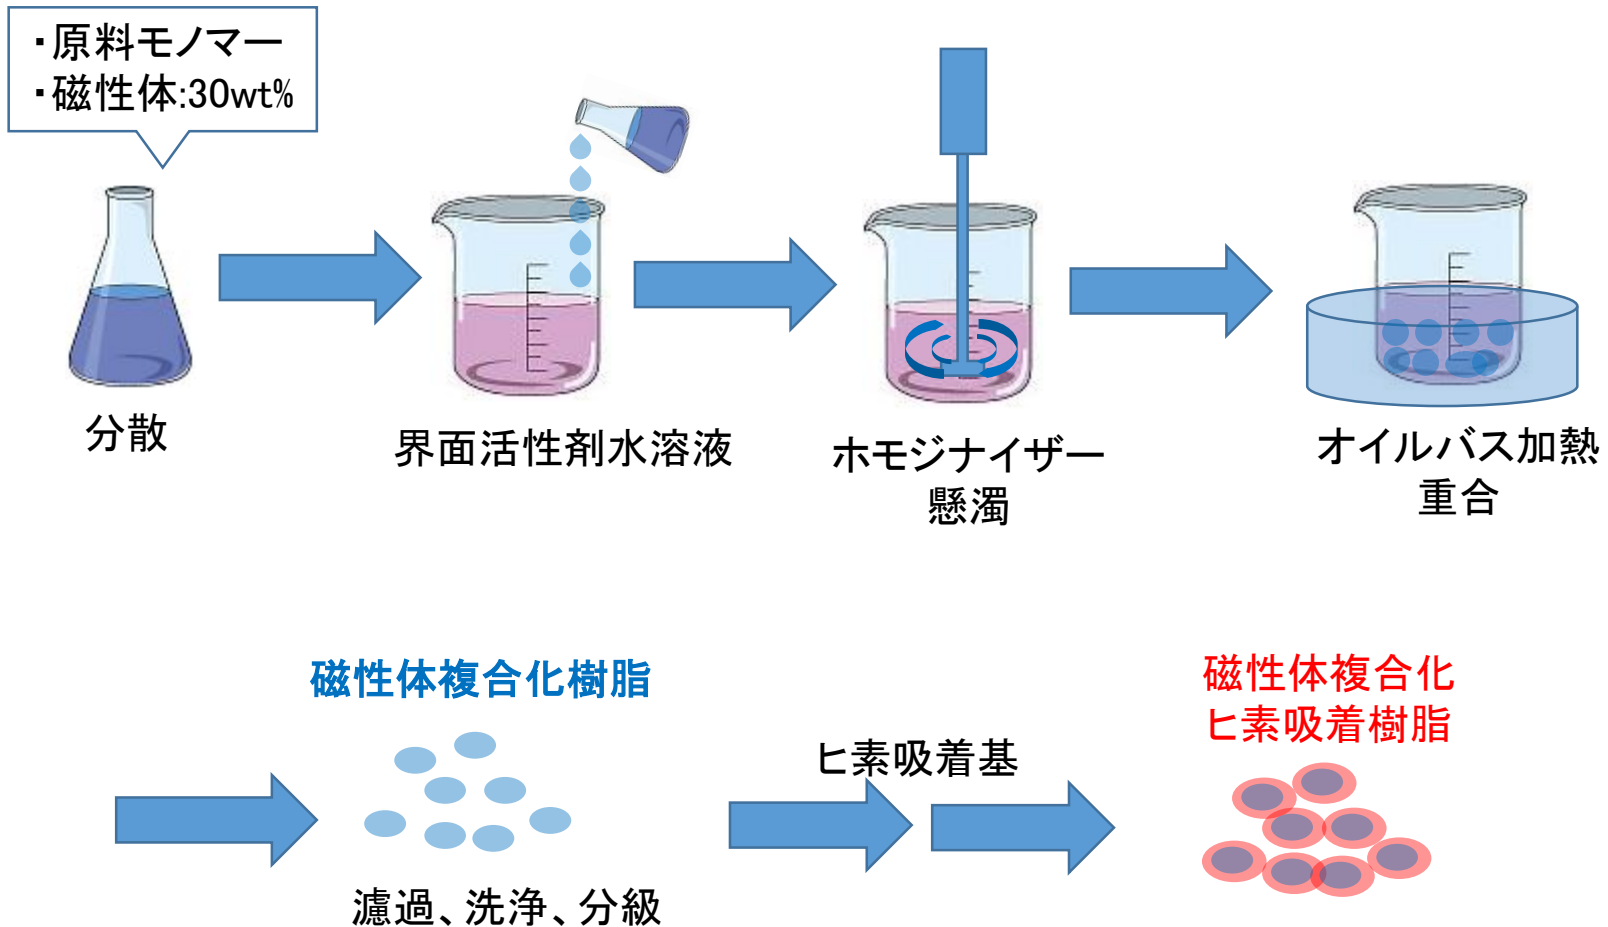 ・原料モノマー
・磁性体:30wt%
分散
界面活性剤水溶液
ホモジナイザー
懸濁
オイルバス加熱
重合
磁性体複合化樹脂
濾過、洗浄、分級
ヒ素吸着基
磁性体複合化
ヒ素吸着樹脂